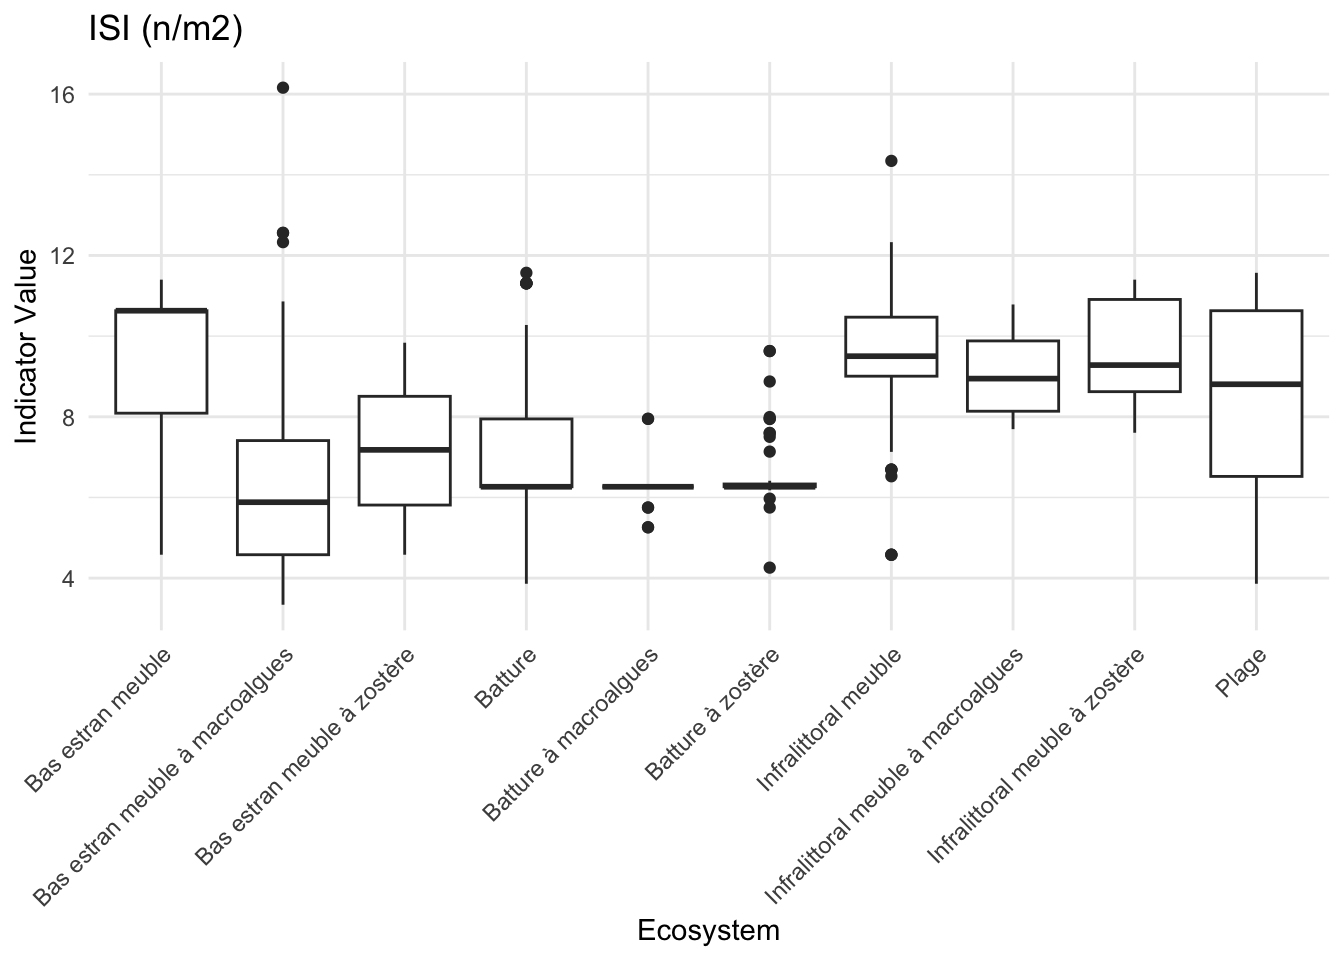 ISI (n/m2)
Indicator Value
16
12
8
4
Bas estran meuble
Bas estran meuble à macroalgues
Bas estran meuble à zostère
Batture
Batture à macroalgues
Batture à zostère
Infralittoral meuble
Infralittoral meuble à macroalgues
Infralittoral meuble à zostère
Plage
Ecosystem